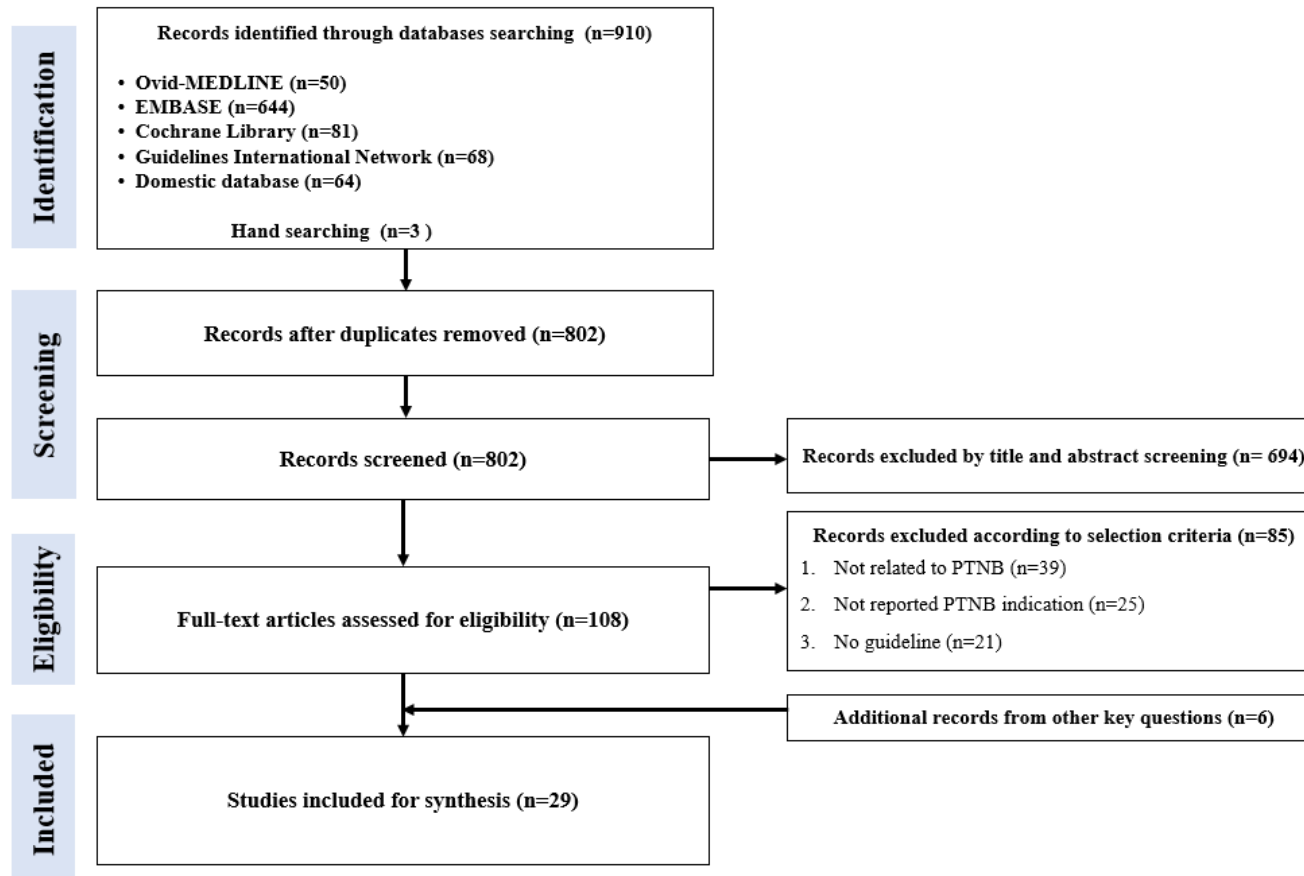 Identification
Records identified through databases searching (n=910)
• Ovid-MEDLINE (n=50)
• EMBASE (n=644)
• Cochrane Library (n=81)
• Guidelines International Network (n=68)
• Domestic database (n=64)
Hand searching (n=3 )
Screening
Records after duplicates removed (n=802)
Records screened (n=802)
Records excluded by title and abstract screening (n= 694)
Eligibility
Full-text articles assessed for eligibility (n=108)
Records excluded according to selection criteria (n=85)
1. Not related to PTNB (n=39)
2. Not reported PTNB indication (n=25)
3. No guideline (n=21)
Additional records from other key questions (n=6)
Included
Studies included for synthesis (n=29)